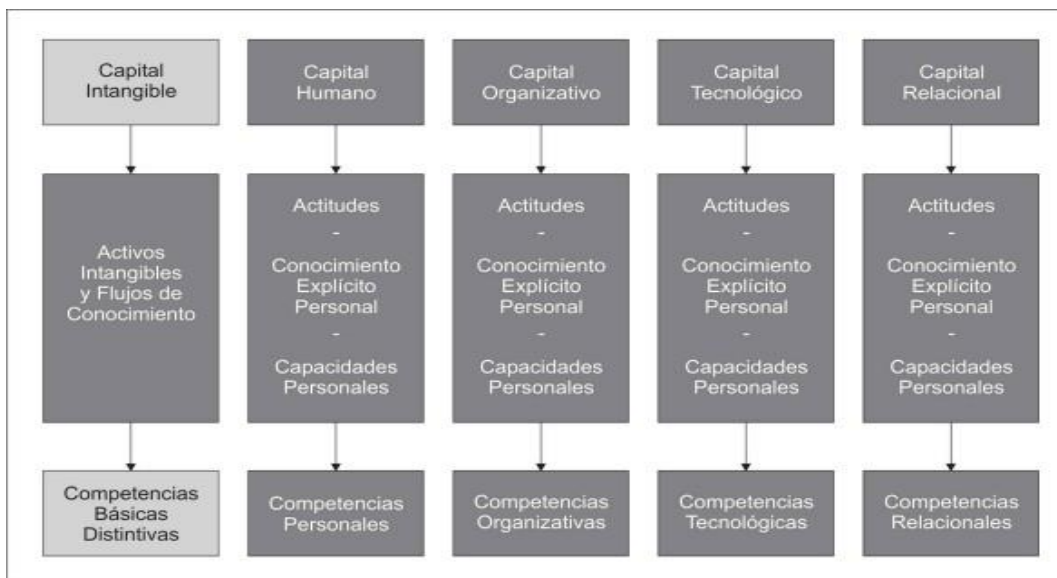 Capital
Intangible
Capital
Humano
Capital
Organizativo
Capital
Tecnológico
Capital
Relacional
Activos
Intangibles
y Flujos de
Conocimiento
Actitudes
-
Conocimiento
Explícito
Personal
-
Capacidades
Personales
Actitudes
-
Conocimiento
Explícito
Personal
-
Capacidades
Personales
Actitudes
-
Conocimiento
Explícito
Personal
-
Capacidades
Personales
Actitudes
-
Conocimiento
Explícito
Personal
-
Capacidades
Personales
Competencias
Básicas
Distintivas
Competencias
Personales
Competencias
Organizativas
Competencias
Tecnológicas
Competencias
Relacionales